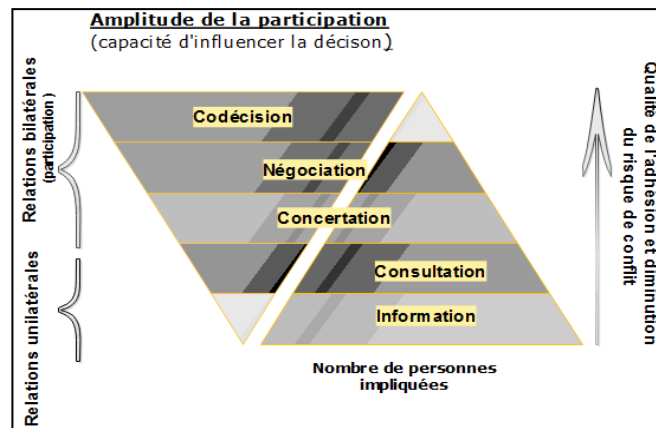 Amplitude de la participation
(capacité d'influencer la décison)
Relations bilatérales
(participation)
Relations unilatérales
Codécision
Négociation
Concertation
Consultation
Information
Nombre de personnes
impliquées
Qualité de l'adhésion et diminution
du risque de conflit